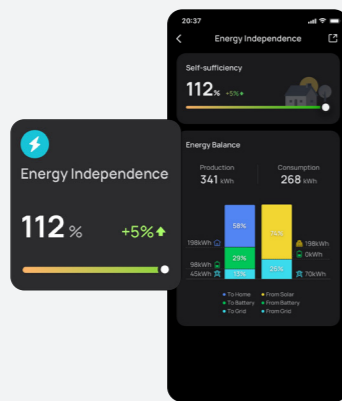 20:37
Energy Independence
Self-sufficiency
112% +5%
Energy Balance
Production
341 kWh
Consumption
268 kWh
58%
74%
198kWh
29%
98kWh
45kWh
13%
26%
198kWh
0kWh
70kWh
To Home
From Solar
To Battery
From Battery
To Grid
From Grid
Energy Independence
112 %
+5%